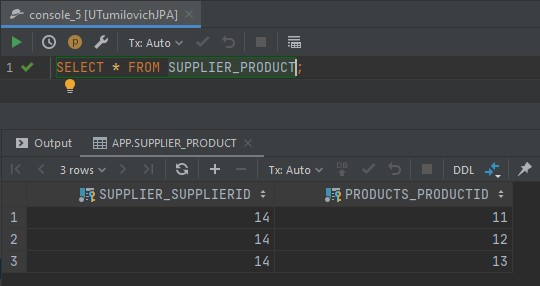 console_5 [UTumilovichJPA]
Tx: Auto
1 SELECT * FROM SUPPLIER_PRODUCT;
Output APP.SUPPLIER_PRODUCT
3 rows Tx: Auto DB DDL
SUPPLIER_SUPPLIERID PRODUCTS_PRODUCTID
1 14 11
2 14 12
3 14 13